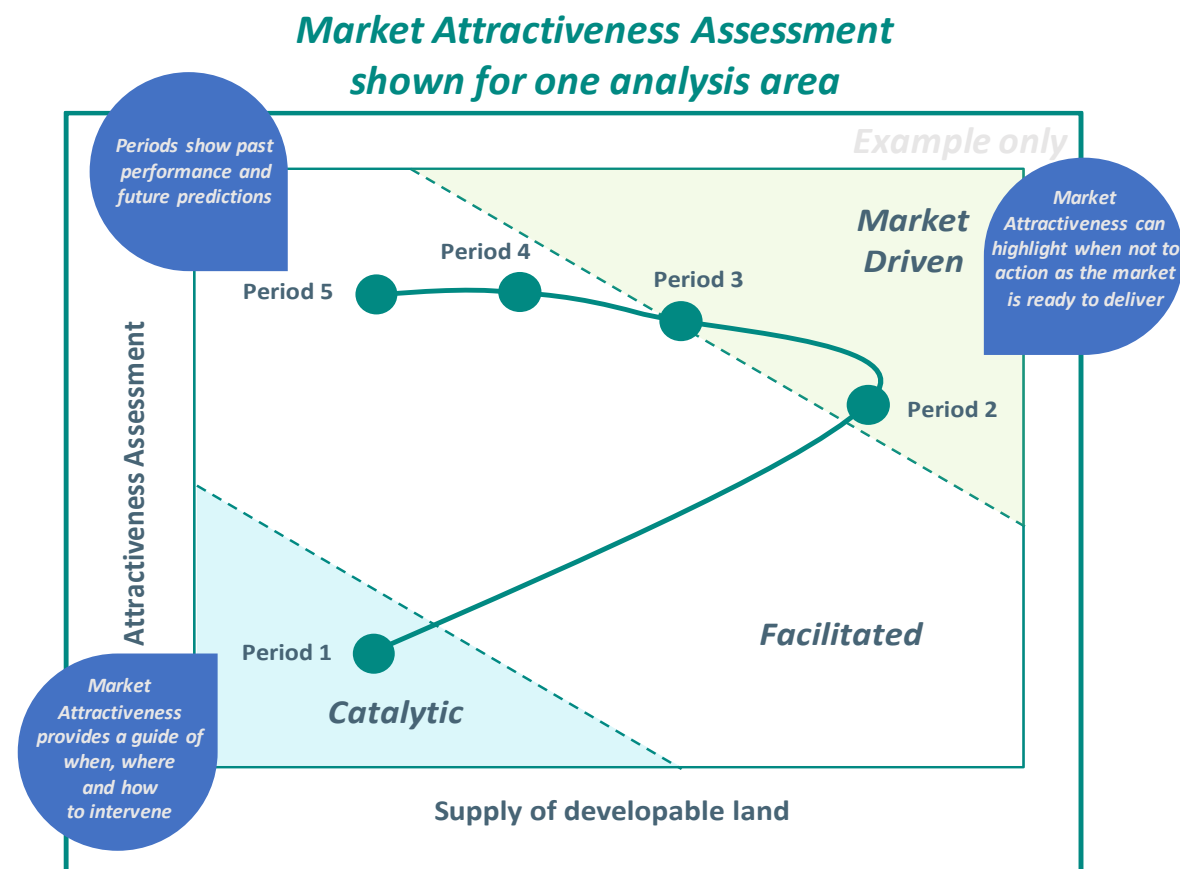 Market Attractiveness Assessment
shown for one analysis area
Example only
Periods show past
performance and
future predictions
Market
Attractiveness can
highlight when not to
action as the market
is ready to deliver
Market
Driven
Period 4
Period 5
Period 3
Period 2
Attractiveness Assessment
Facilitated
Period 1
Catalytic
Market
Attractiveness
provides a guide of
when, where
and how
to intervene
Supply of developable land